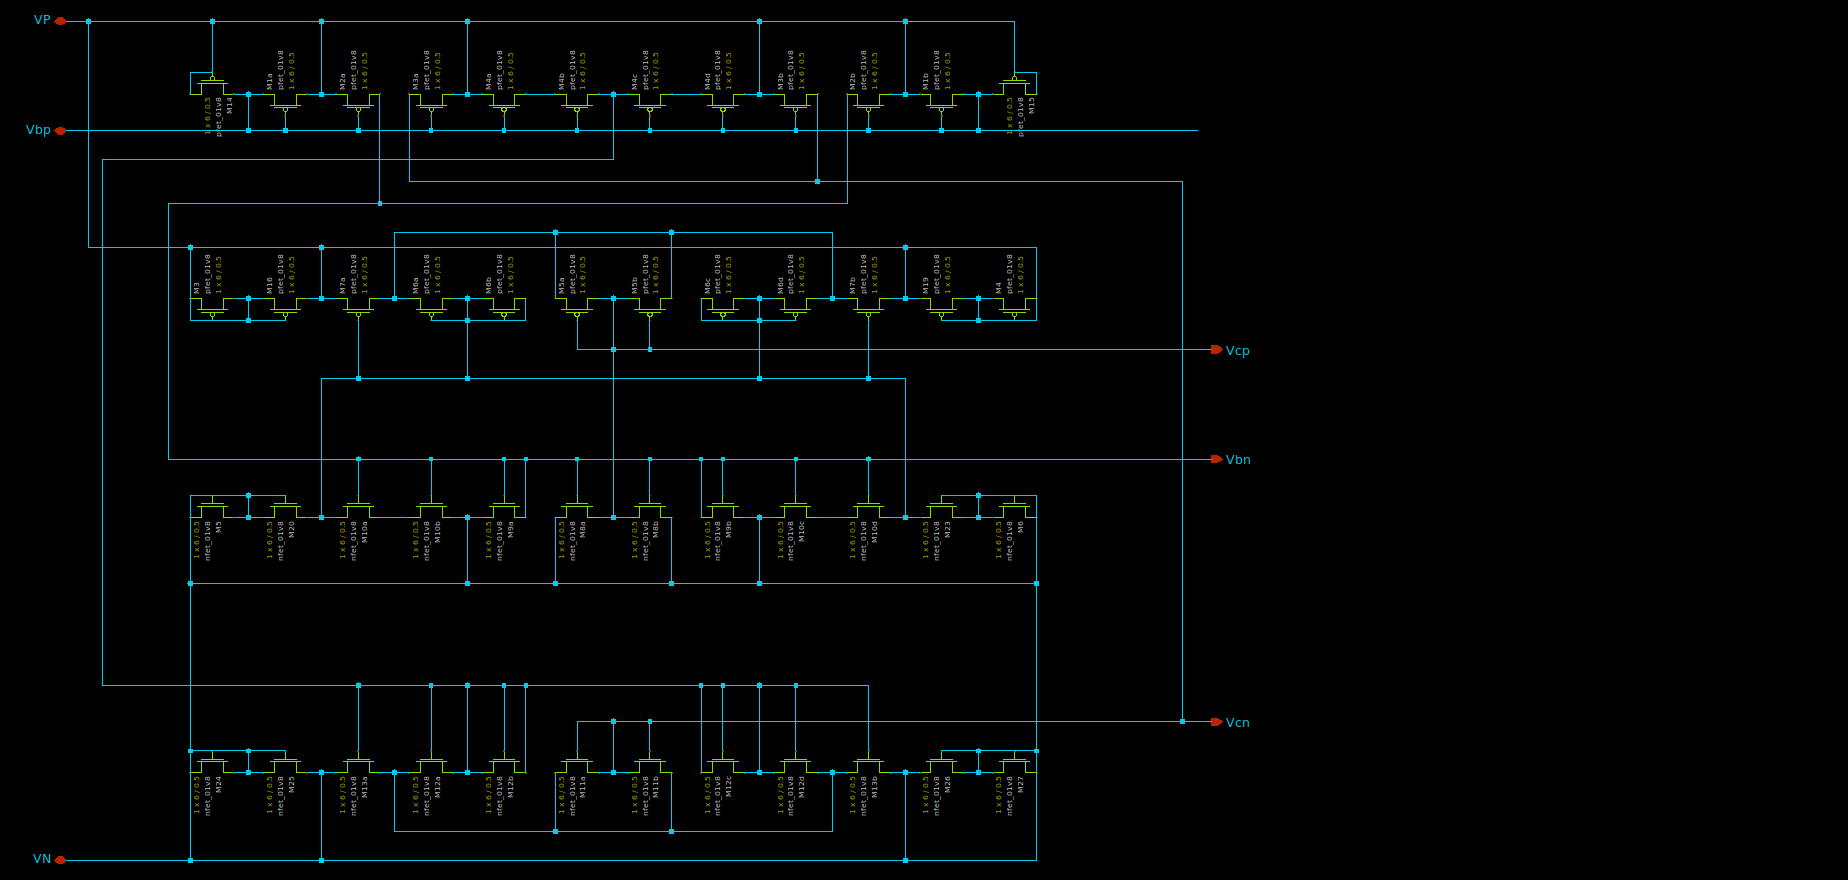 VP
M1a pfet_01v8 1 x 6 / 0.5
M2a pfet_01v8 1 x 6 / 0.5
M3a pfet_01v8 1 x 6 / 0.5
M4a pfet_01v8 1 x 6 / 0.5
M4b pfet_01v8 1 x 6 / 0.5
M4c pfet_01v8 1 x 6 / 0.5
M4d pfet_01v8 1 x 6 / 0.5
M3b pfet_01v8 1 x 6 / 0.5
M2b pfet_01v8 1 x 6 / 0.5
M1b pfet_01v8 1 x 6 / 0.5
M14 pfet_01v8 1 x 6 / 0.5
M15 pfet_01v8 1 x 6 / 0.5
Vbp
M3 pfet_01v8 1 x 6 / 0.5
M16 pfet_01v8 1 x 6 / 0.5
M7a pfet_01v8 1 x 6 / 0.5
M6a pfet_01v8 1 x 6 / 0.5
M6b pfet_01v8 1 x 6 / 0.5
M5a pfet_01v8 1 x 6 / 0.5
M5b pfet_01v8 1 x 6 / 0.5
M6c pfet_01v8 1 x 6 / 0.5
M6d pfet_01v8 1 x 6 / 0.5
M7b pfet_01v8 1 x 6 / 0.5
M19 pfet_01v8 1 x 6 / 0.5
M4 pfet_01v8 1 x 6 / 0.5
Vcp
Vbn
M5 nfet_01v8 1 x 6 / 0.5
M20 nfet_01v8 1 x 6 / 0.5
M10a nfet_01v8 1 x 6 / 0.5
M10b nfet_01v8 1 x 6 / 0.5
M9a nfet_01v8 1 x 6 / 0.5
M8a nfet_01v8 1 x 6 / 0.5
M8b nfet_01v8 1 x 6 / 0.5
M9b nfet_01v8 1 x 6 / 0.5
M10c nfet_01v8 1 x 6 / 0.5
M10d nfet_01v8 1 x 6 / 0.5
M23 nfet_01v8 1 x 6 / 0.5
M6 nfet_01v8 1 x 6 / 0.5
Vcn
M24 nfet_01v8 1 x 6 / 0.5
M25 nfet_01v8 1 x 6 / 0.5
M13a nfet_01v8 1 x 6 / 0.5
M12a nfet_01v8 1 x 6 / 0.5
M12b nfet_01v8 1 x 6 / 0.5
M11a nfet_01v8 1 x 6 / 0.5
M11b nfet_01v8 1 x 6 / 0.5
M12c nfet_01v8 1 x 6 / 0.5
M12d nfet_01v8 1 x 6 / 0.5
M13b nfet_01v8 1 x 6 / 0.5
M26 nfet_01v8 1 x 6 / 0.5
M27 nfet_01v8 1 x 6 / 0.5
VN